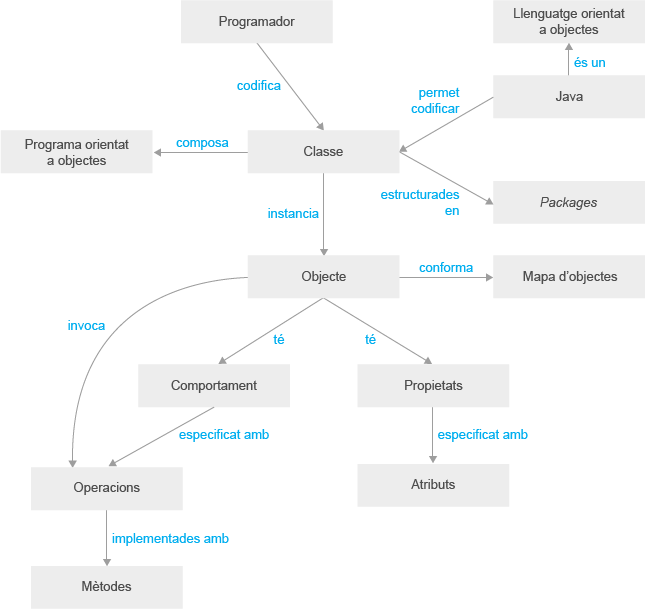 Programador
Llenguatge orientat
a objectes
és un
codifica
permet
codificar
Java
Programa orientat
a objectes
composa
Classe
estructurades
en
Packages
instancia
Objecte
conforma
Mapa d’objectes
invoca
té
té
Comportament
Propietats
especificat amb
especificat amb
Operacions
Atributs
implementades amb
Mètodes